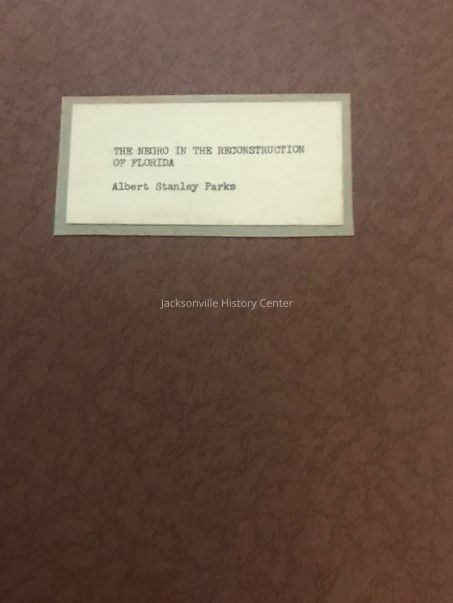 THE NEGRO IN THE RECONSTRUCTION
OF FLORIDA
Albert Stanley Parks
Jacksonville History Center